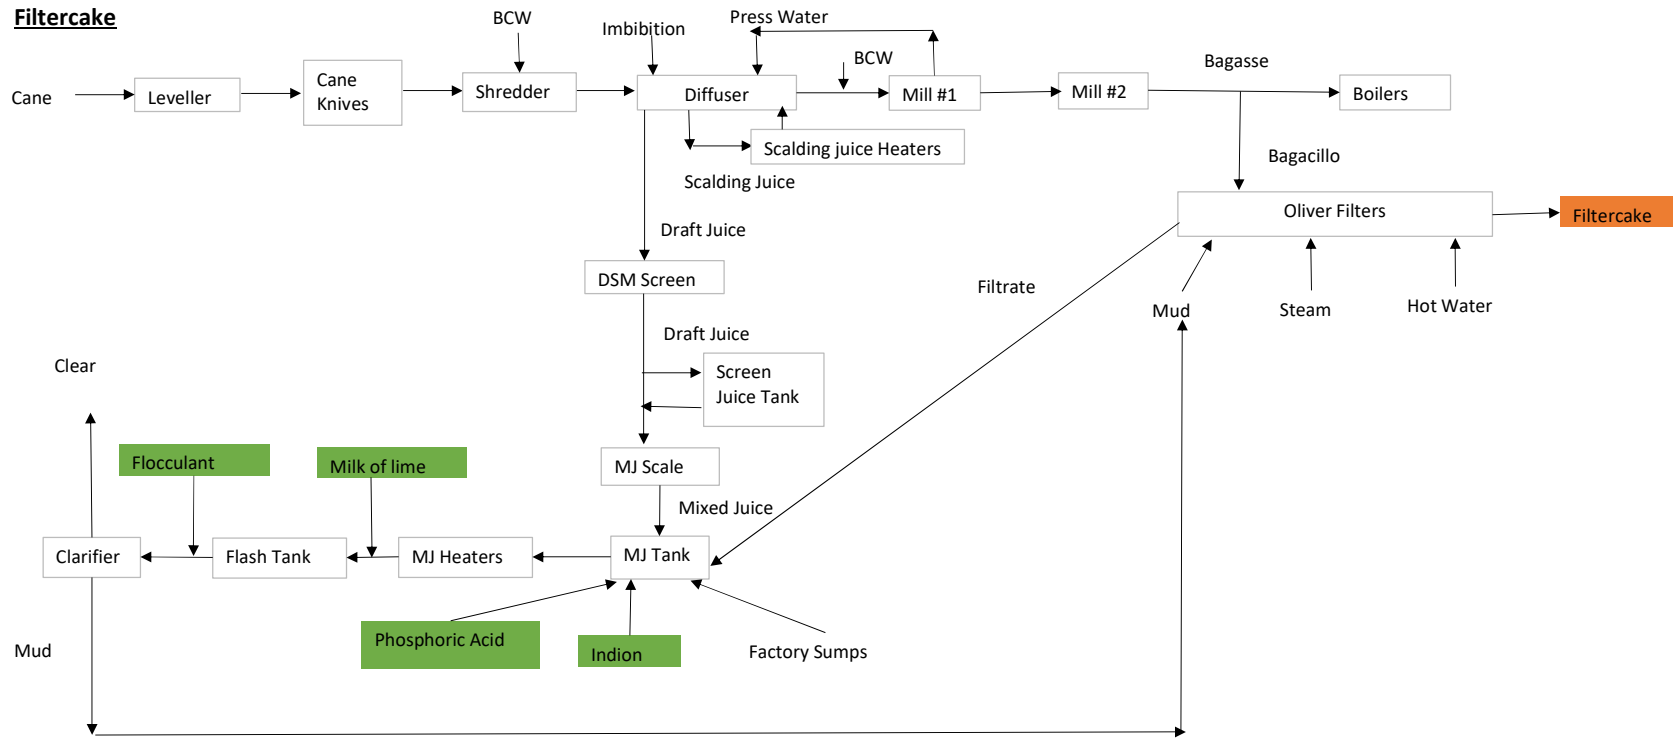 Filtercake
BCW
Imbibition
Press Water
BCW
Bagasse
Cane
Leveller
Cane
Knives
Shredder
Diffuser
Mill #1
Mill #2
Boilers
Scalding juice Heaters
Bagacillo
Scalding Juice
Oliver Filters
Filtercake
Draft Juice
DSM Screen
Filtrate
Mud
Steam
Hot Water
Draft Juice
Clear
Screen
Juice Tank
Flocculant
Milk of lime
MJ Scale
Mixed Juice
Clarifier
Flash Tank
MJ Heaters
MJ Tank
Phosphoric Acid
Indion
Factory Sumps
Mud